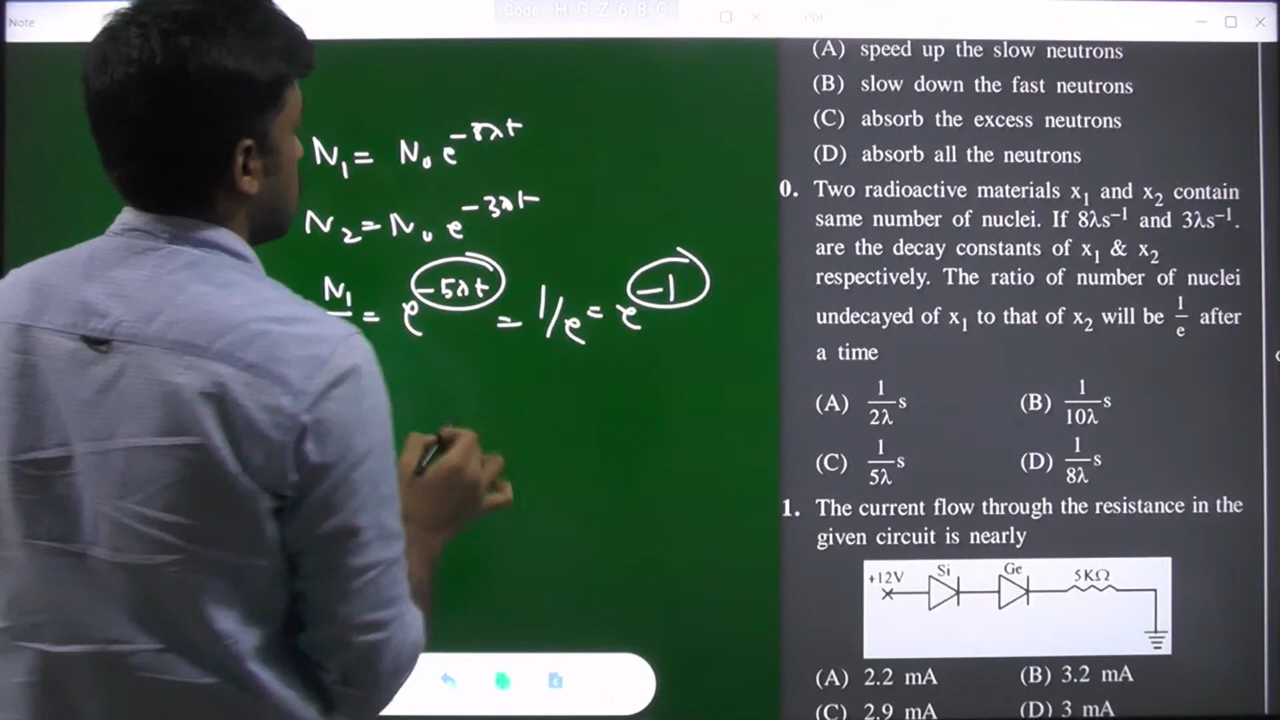 Note
Code: H G Z 6 8 C
PDF
N₁ = N₀ e^-8λt
N₂ = N₀ e^-3λt
N₁ = e^-5λt = 1/e = e^-1
(A) speed up the slow neutrons
(B) slow down the fast neutrons
(C) absorb the excess neutrons
(D) absorb all the neutrons
0. Two radioactive materials x₁ and x₂ contain
same number of nuclei. If 8λs⁻¹ and 3λs⁻¹.
are the decay constants of x₁ & x₂
respectively. The ratio of number of nuclei
undecayed of x₁ to that of x₂ will be 1/e after
a time
(A) 1/2λ s (B) 1/10λ s
(C) 1/5λ s (D) 1/8λ s
1. The current flow through the resistance in the
given circuit is nearly
+12V Si Ge 5KΩ
(A) 2.2 mA (B) 3.2 mA
(C) 2.9 mA (D) 3 mA